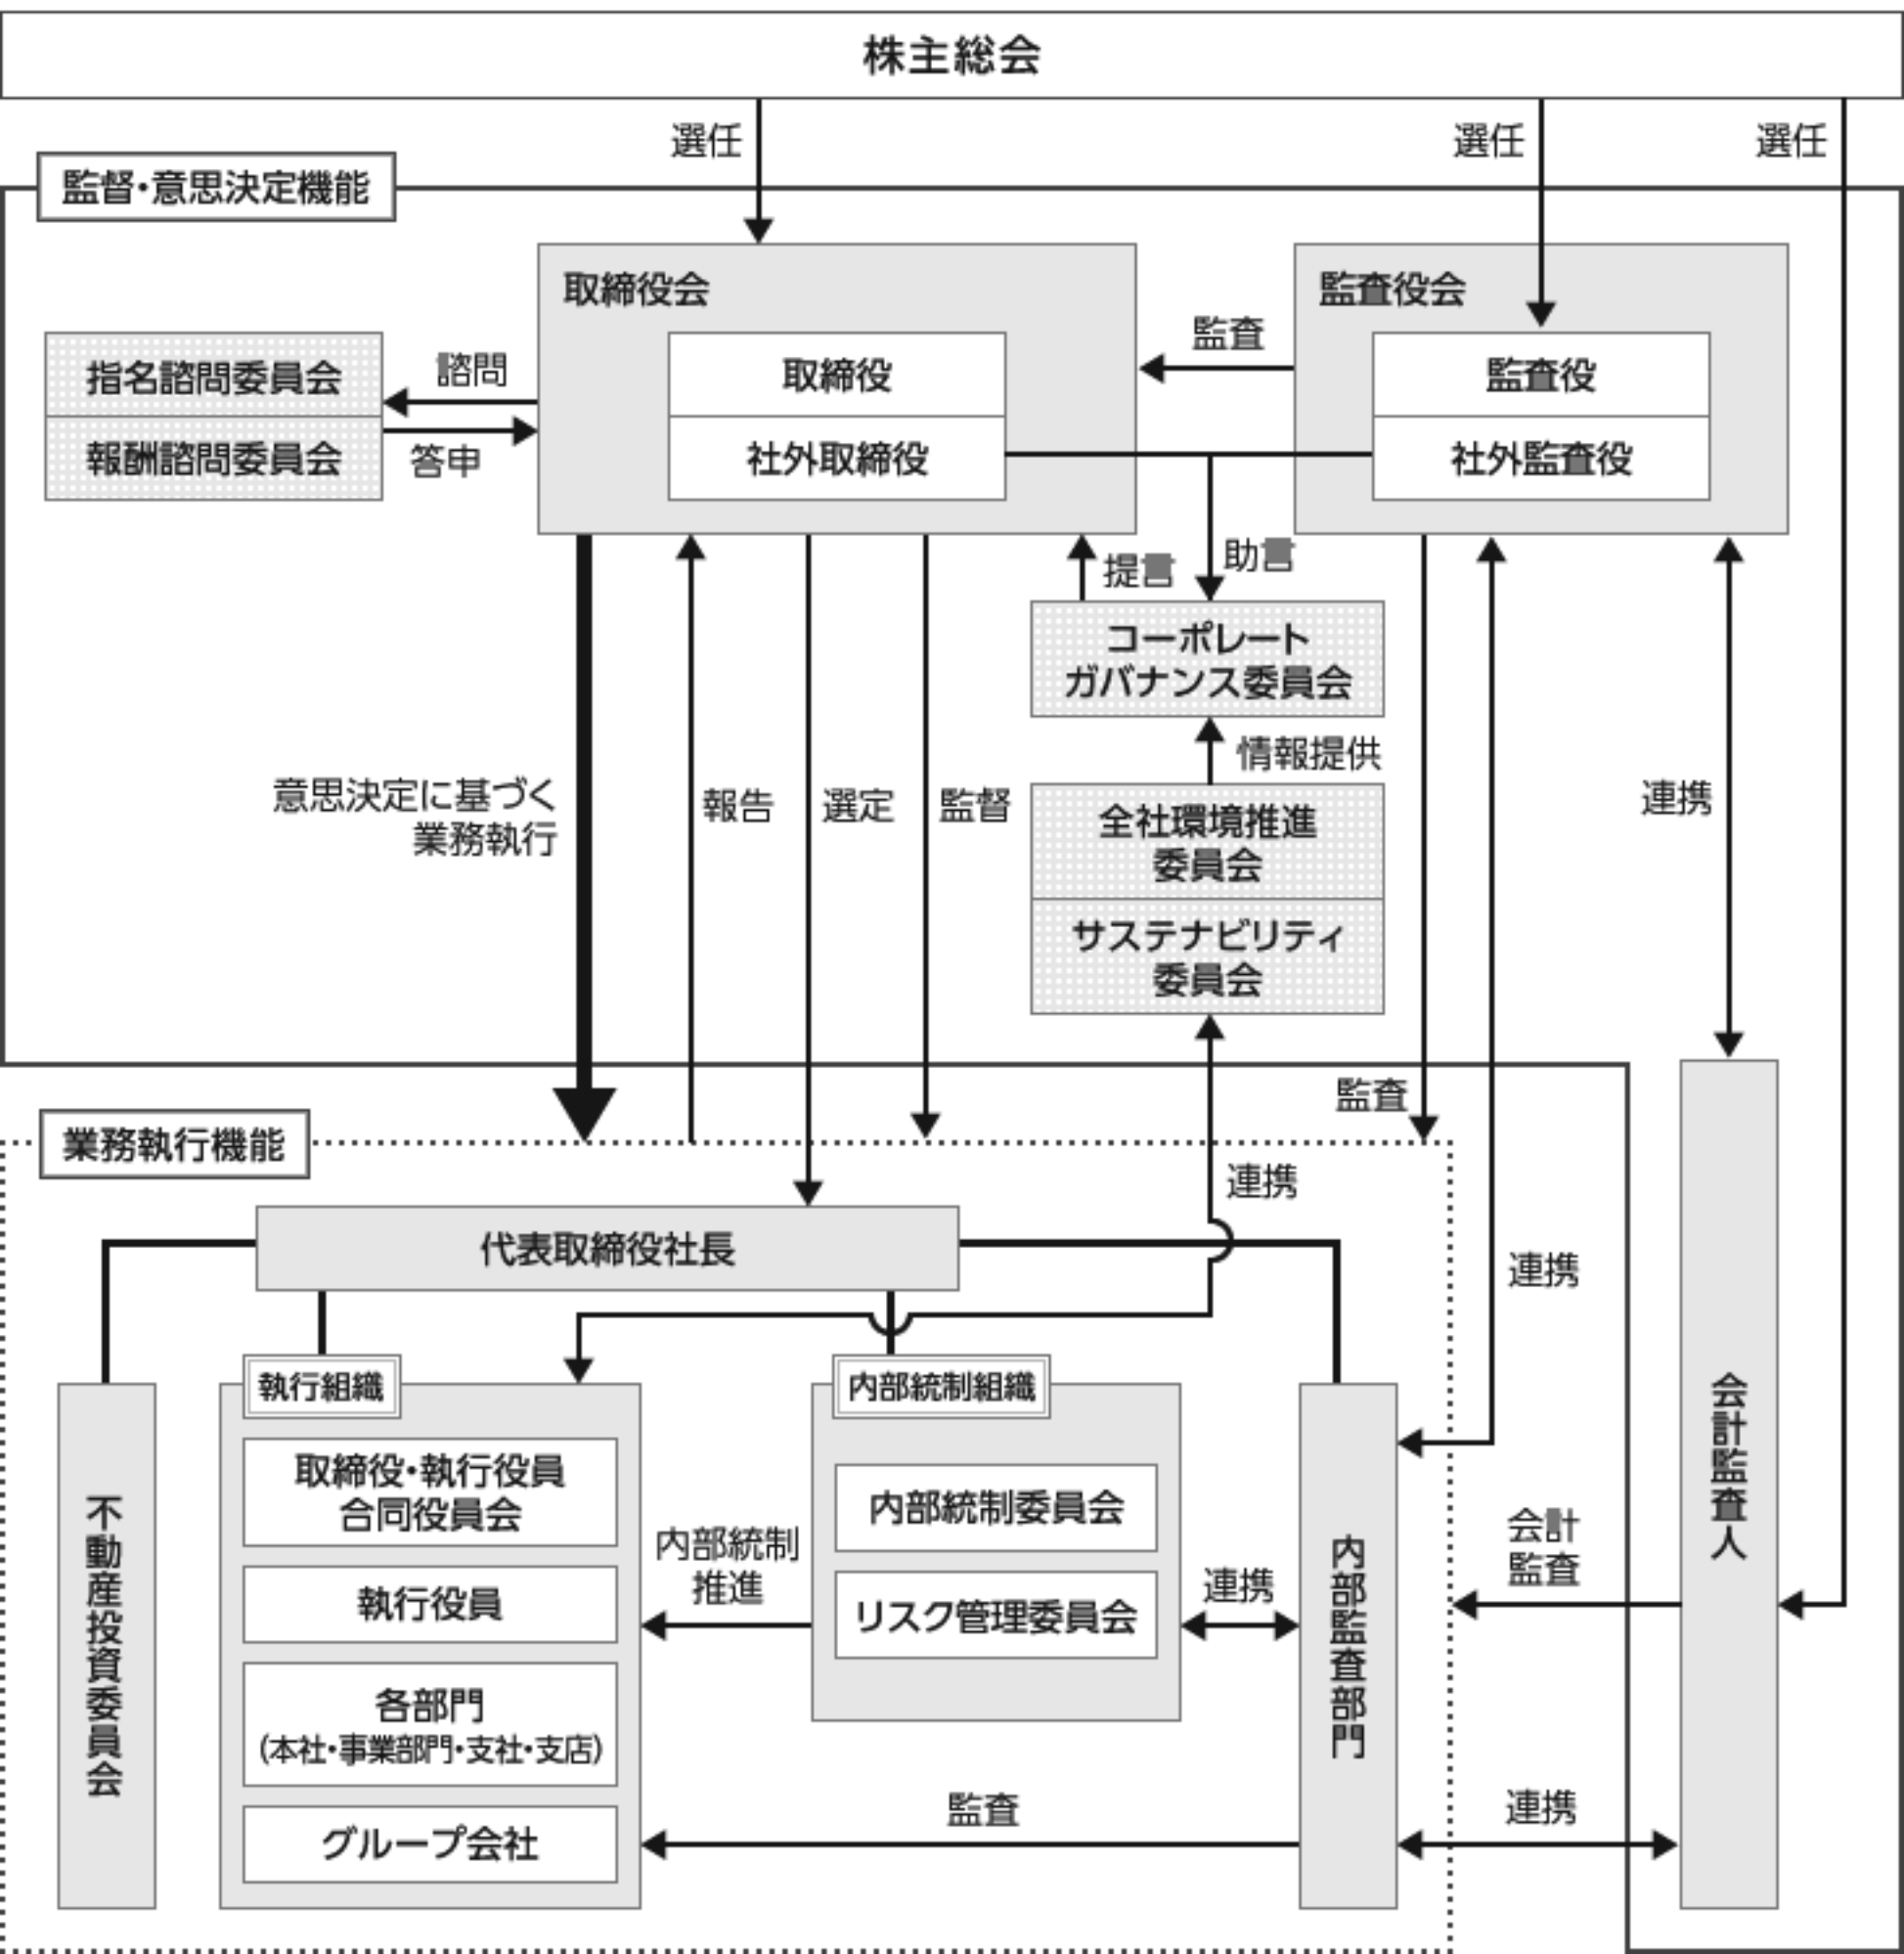 株主総会
選任
選任
選任
監督・意思決定機能
取締役会
監査役会
監査
取締役
監査役
指名諮問委員会
諮問
報酬諮問委員会
答申
社外取締役
社外監査役
提言
助言
コーポレート
ガバナンス委員会
情報提供
意思決定に基づく
業務執行
報告
選定
監督
全社環境推進
委員会
サステナビリティ
委員会
連携
監査
業務執行機能
連携
代表取締役社長
連携
執行組織
内部統制組織
取締役・執行役員
合同役員会
執行役員
各部門
(本社・事業部門・支社・支店)
グループ会社
内部統制
推進
内部統制委員会
リスク管理委員会
連携
不動産投資委員会
内部監査部門
会計監査人
会計
監査
監査
連携